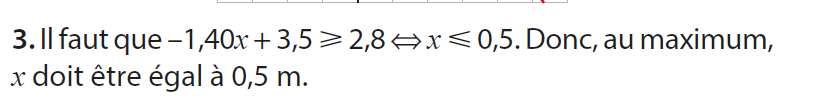 3. Il faut que –1,40x + 3,5 ⩾ 2,8 ⇔ x ⩽ 0,5. Donc, au maximum,
x doit être égal à 0,5 m.